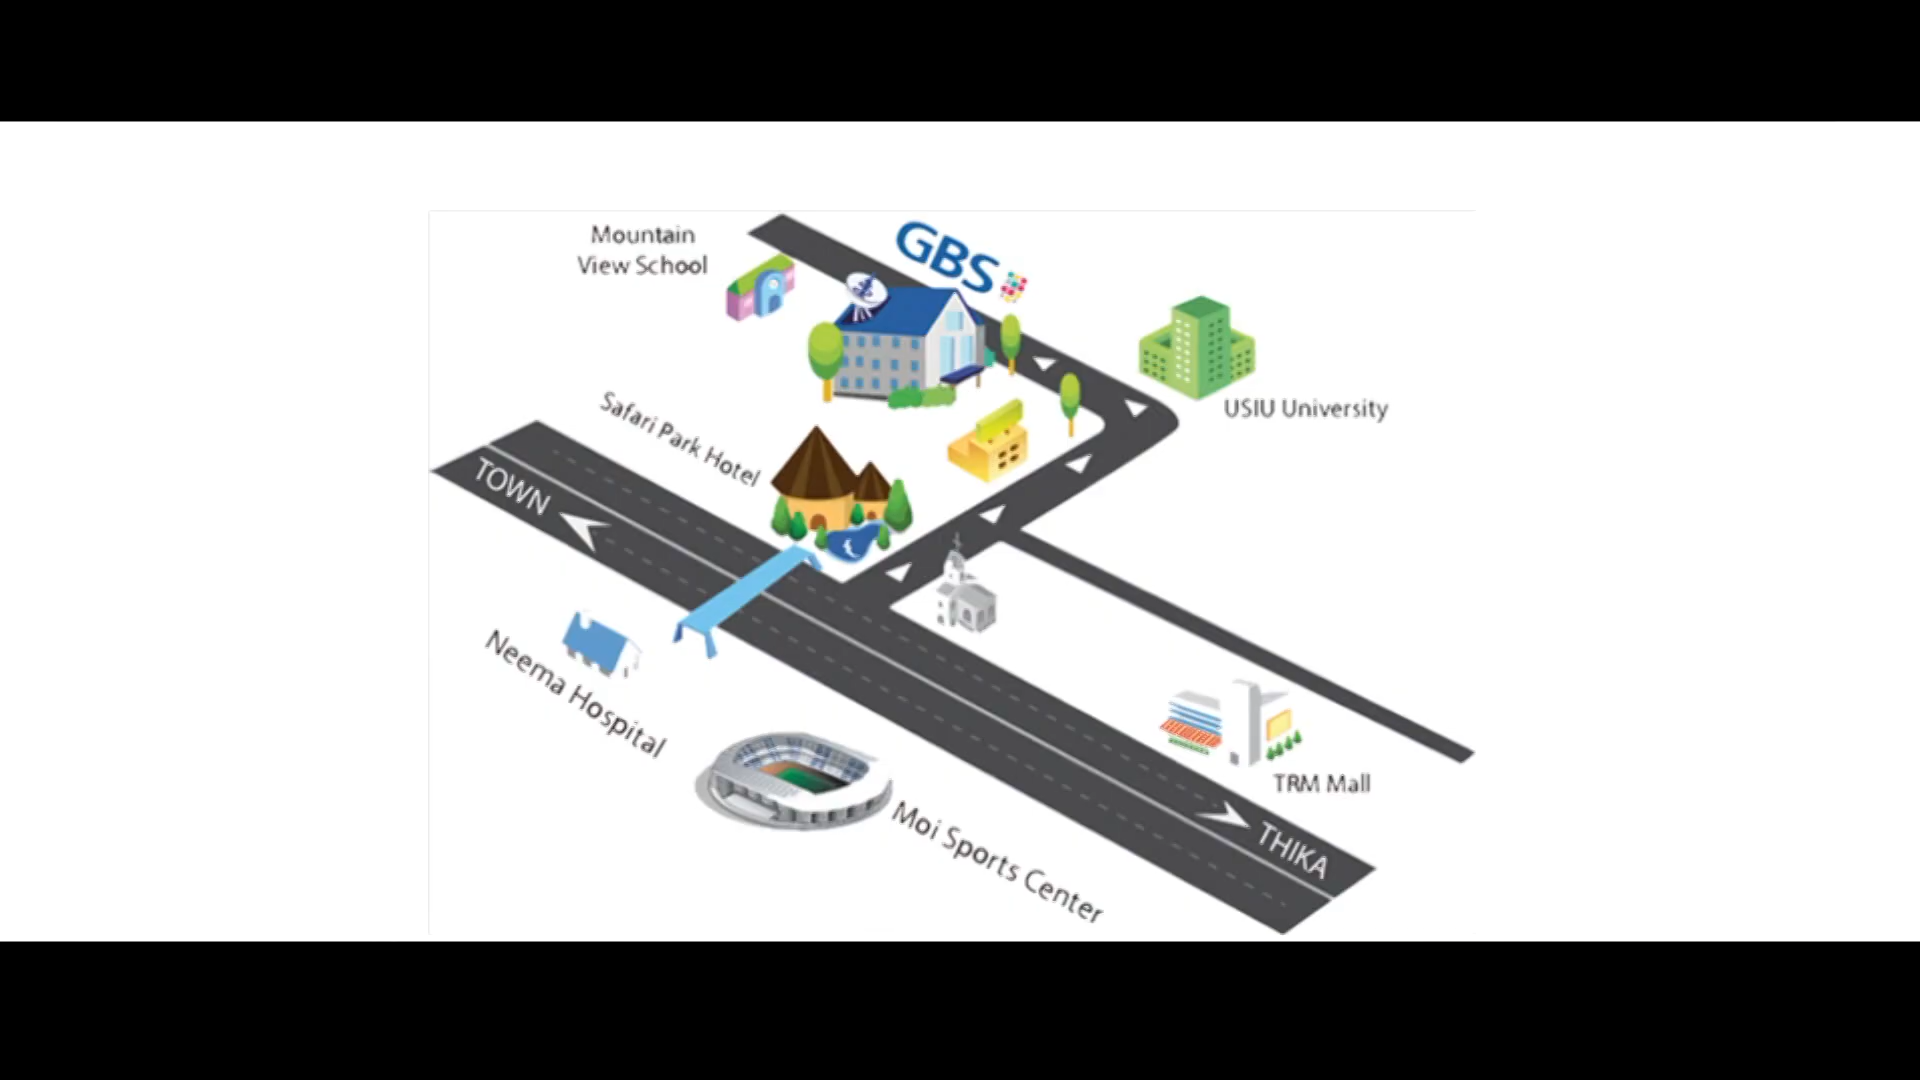 Mountain
View School
GBS
USIU University
Safari Park Hotel
TOWN
Neema Hospital
TRM Mall
THIKA
Moi Sports Center